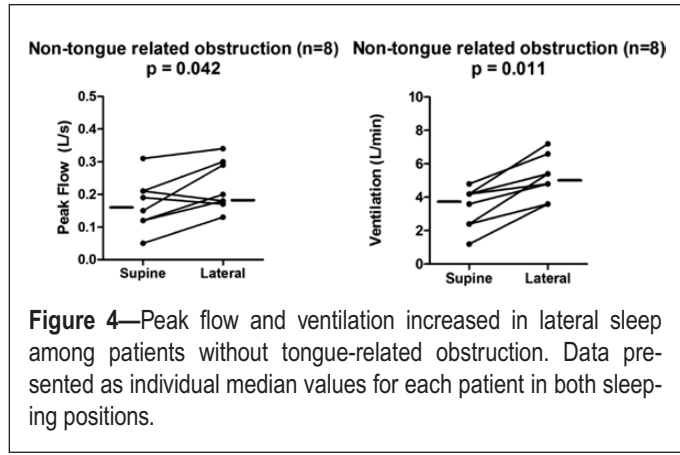 Non-tongue related obstruction (n=8)
p = 0.042
Peak Flow (L/s)
0.5
0.4
0.3
0.2
0.1
0.0
Supine
Lateral
Non-tongue related obstruction (n=8)
p = 0.011
Ventilation (L/min)
10
8
6
4
2
0
Supine
Lateral
Figure 4—Peak flow and ventilation increased in lateral sleep
among patients without tongue-related obstruction. Data pre-
sented as individual median values for each patient in both sleep-
ing positions.